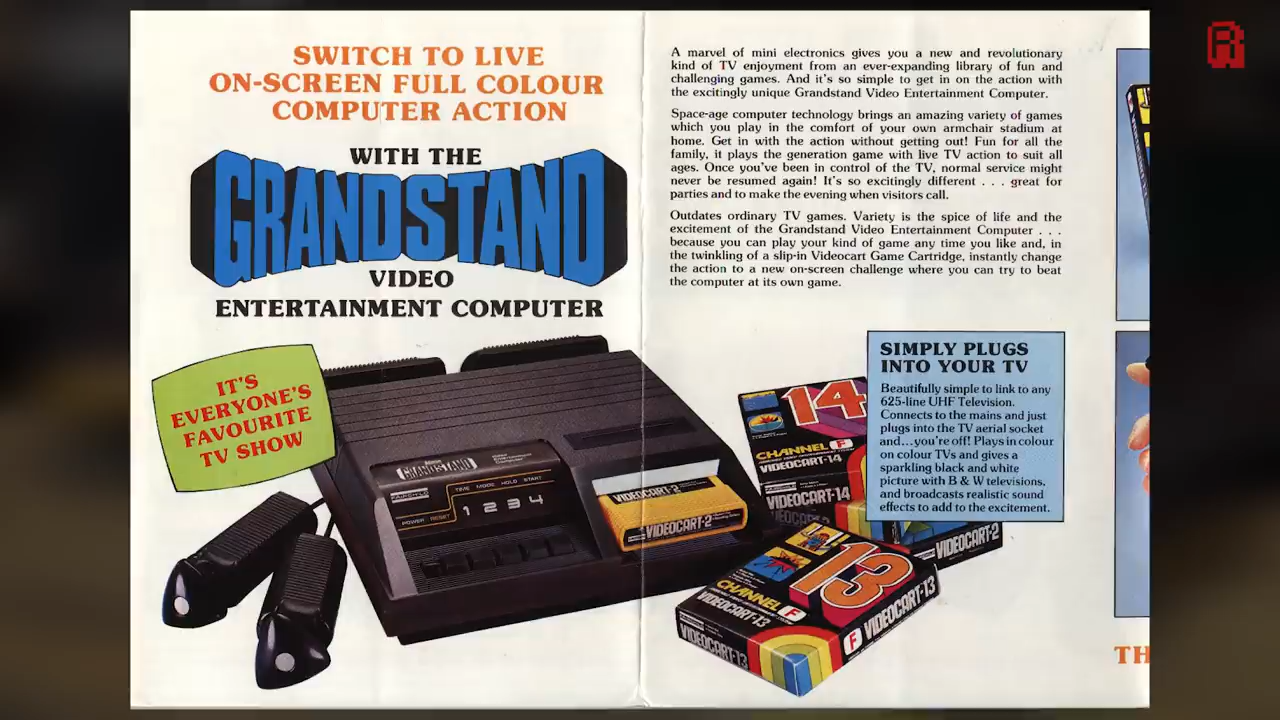 SWITCH TO LIVE
ON-SCREEN FULL COLOUR
COMPUTER ACTION
WITH THE
GRANDSTAND
VIDEO
ENTERTAINMENT COMPUTER
IT'S
EVERYONE'S
FAVOURITE
TV SHOW
GRANDSTAND
Video
Entertainment
Computer
TIME MODE HOLD START
POWER RESET
1 2 3 4
VIDEOCART-2
VIDEOCART-2
A marvel of mini electronics gives you a new and revolutionary
kind of TV enjoyment from an ever-expanding library of fun and
challenging games. And it's so simple to get in on the action with
the excitingly unique Grandstand Video Entertainment Computer.
Space-age computer technology brings an amazing variety of games
which you play in the comfort of your own armchair stadium at
home. Get in with the action without getting out! Fun for all the
family, it plays the generation game with live TV action to suit all
ages. Once you've been in control of the TV, normal service might
never be resumed again! It's so excitingly different . . . great for
parties and to make the evening when visitors call.
Outdates ordinary TV games. Variety is the spice of life and the
excitement of the Grandstand Video Entertainment Computer . . .
because you can play your kind of game any time you like and, in
the twinkling of a slip-in Videocart Game Cartridge, instantly change
the action to a new on-screen challenge where you can try to beat
the computer at its own game.
SIMPLY PLUGS
INTO YOUR TV
Beautifully simple to link to any
625-line UHF Television.
Connects to the mains and just
plugs into the TV aerial socket
and...you're off! Plays in colour
on colour TVs and gives a
sparkling black and white
picture with B & W televisions,
and broadcasts realistic sound
effects to add to the excitement.
14
CHANNEL F
VIDEOCART-14
VIDEOCART-14
VIDEOCART-2
13
CHANNEL F
VIDEOCART-13
F VIDEOCART-13
TH
R